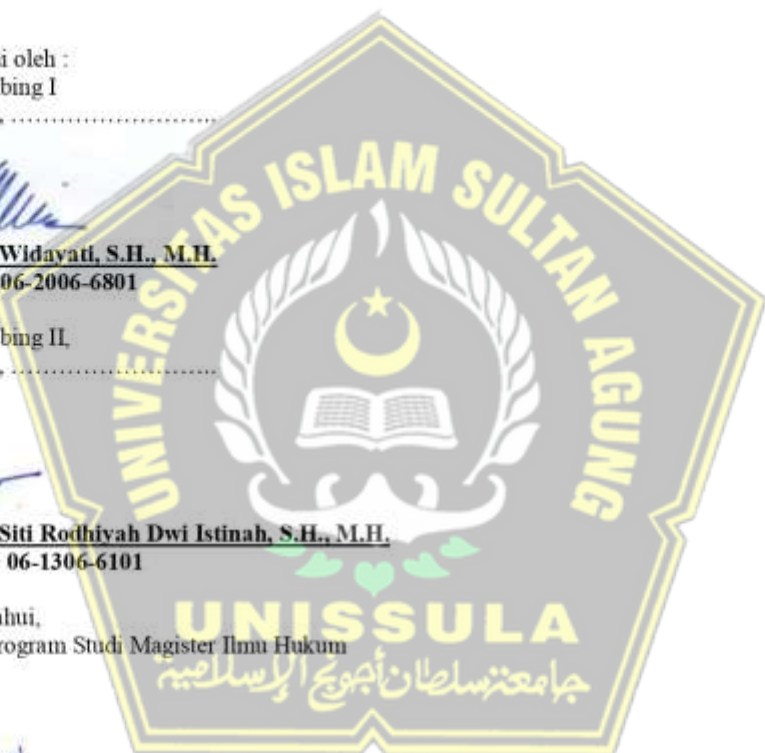 i oleh :
bing I
, ........................................
Widayati, S.H., M.H.
06-2006-6801
bing II,
, ........................................
Siti Rodhiyah Dwi Istinah, S.H., M.H.
06-1306-6101
ahui,
rogram Studi Magister Ilmu Hukum
UNIVERSITAS ISLAM SULTAN AGUNG
UNISSULA
جامعة سلطان أجونج الإسلامية